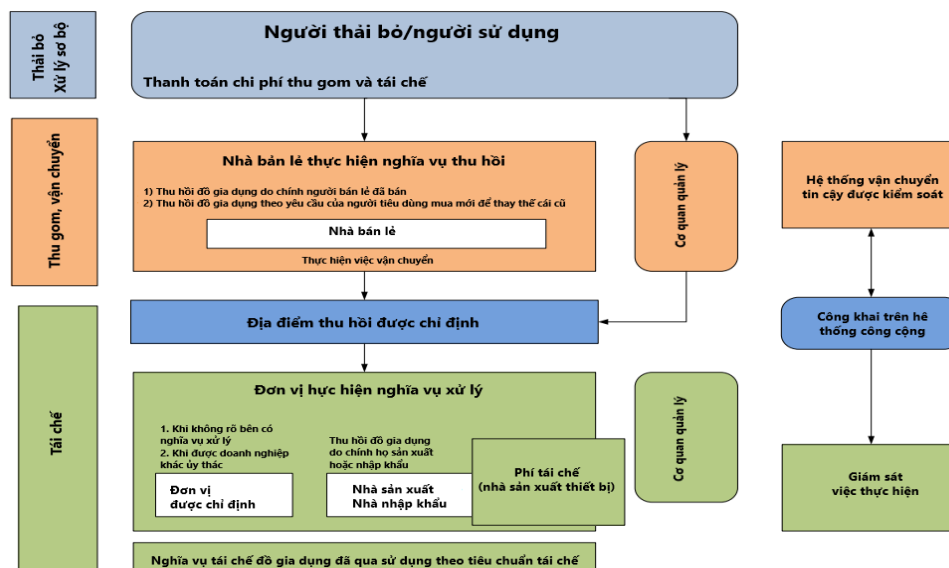 Thải bỏ
Xử lý sơ bộ
Người thải bỏ/người sử dụng
Thanh toán chi phí thu gom và tái chế
Thu gom, vận chuyển
Nhà bản lẻ thực hiện nghĩa vụ thu hồi
1) Thu hồi đồ gia dụng do chính người bán lẻ đã bán
2) Thu hồi đồ gia dụng theo yêu cầu của người tiêu dùng mua mới để thay thế cái cũ
Nhà bán lẻ
Thực hiện việc vận chuyển
Cơ quan quản lý
Hệ thống vận chuyển
tin cậy được kiểm soát
Địa điểm thu hồi được chỉ định
Công khai trên hê
thống công cộng
Tái chế
Đơn vị hực hiện nghĩa vụ xử lý
1. Khi không rõ bên có
nghĩa vụ xử lý
2. Khi được doanh nghiệp
khác ủy thác
Đơn vị
được chỉ định
Thu hồi đồ gia dụng
do chính họ sản xuất
hoặc nhập khẩu
Nhà sản xuất
Nhà nhập khẩu
Phí tái chế
(nhà sản xuất thiết bị)
Cơ quan quản lý
Giám sát
việc thực hiện
Nghĩa vụ tái chế đồ gia dụng đã qua sử dụng theo tiêu chuẩn tái chế